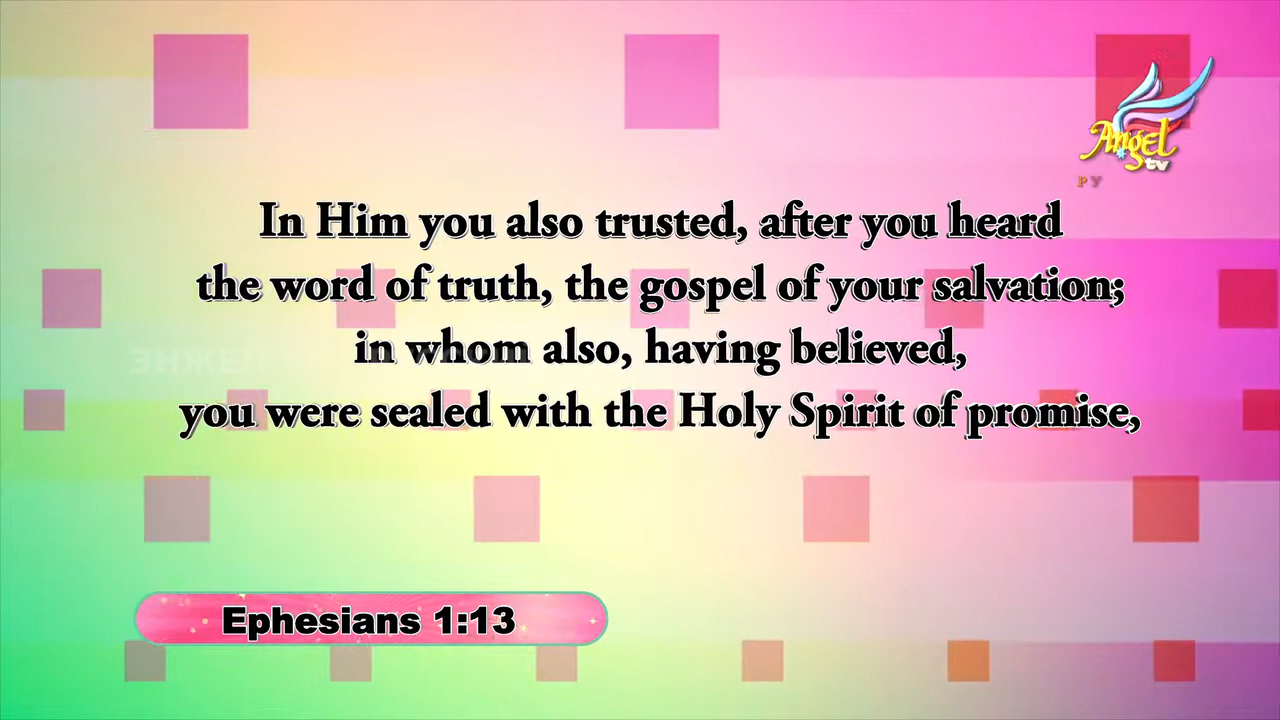 Angel
tv
РУ
In Him you also trusted, after you heard
the word of truth, the gospel of your salvation;
in whom also, having believed,
you were sealed with the Holy Spirit of promise,
Ephesians 1:13